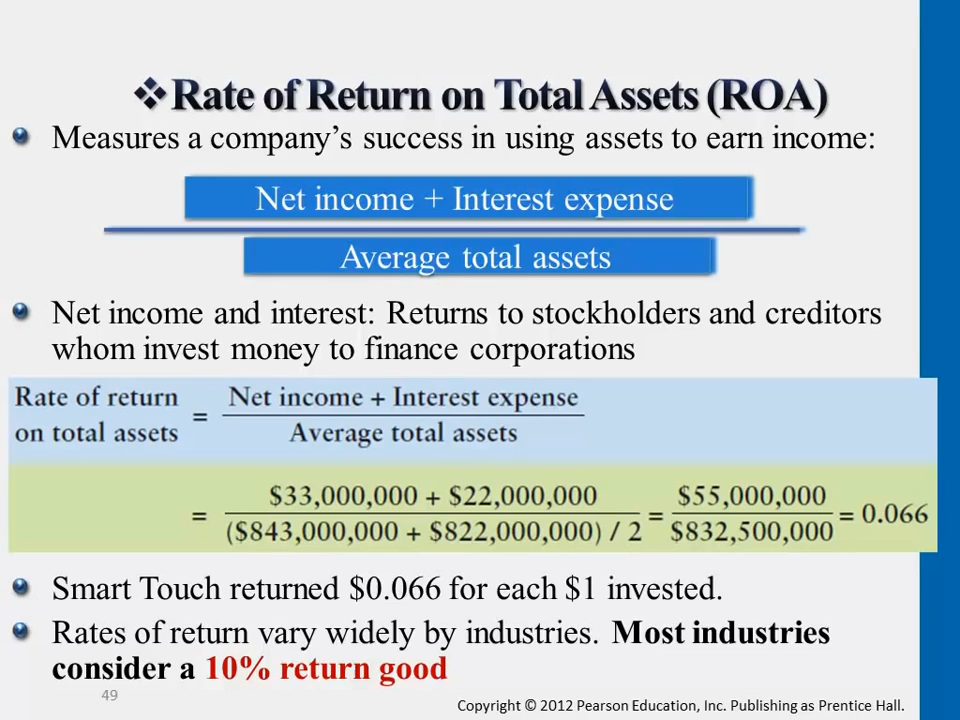 ❖Rate of Return on Total Assets (ROA)
Measures a company’s success in using assets to earn income:
Net income + Interest expense
Average total assets
Net income and interest: Returns to stockholders and creditors
whom invest money to finance corporations
Rate of return on total assets = Net income + Interest expense / Average total assets
= $33,000,000 + $22,000,000 / ($843,000,000 + $822,000,000) / 2 = $55,000,000 / $832,500,000 = 0.066
Smart Touch returned $0.066 for each $1 invested.
Rates of return vary widely by industries. Most industries
consider a 10% return good
49
Copyright © 2012 Pearson Education, Inc. Publishing as Prentice Hall.